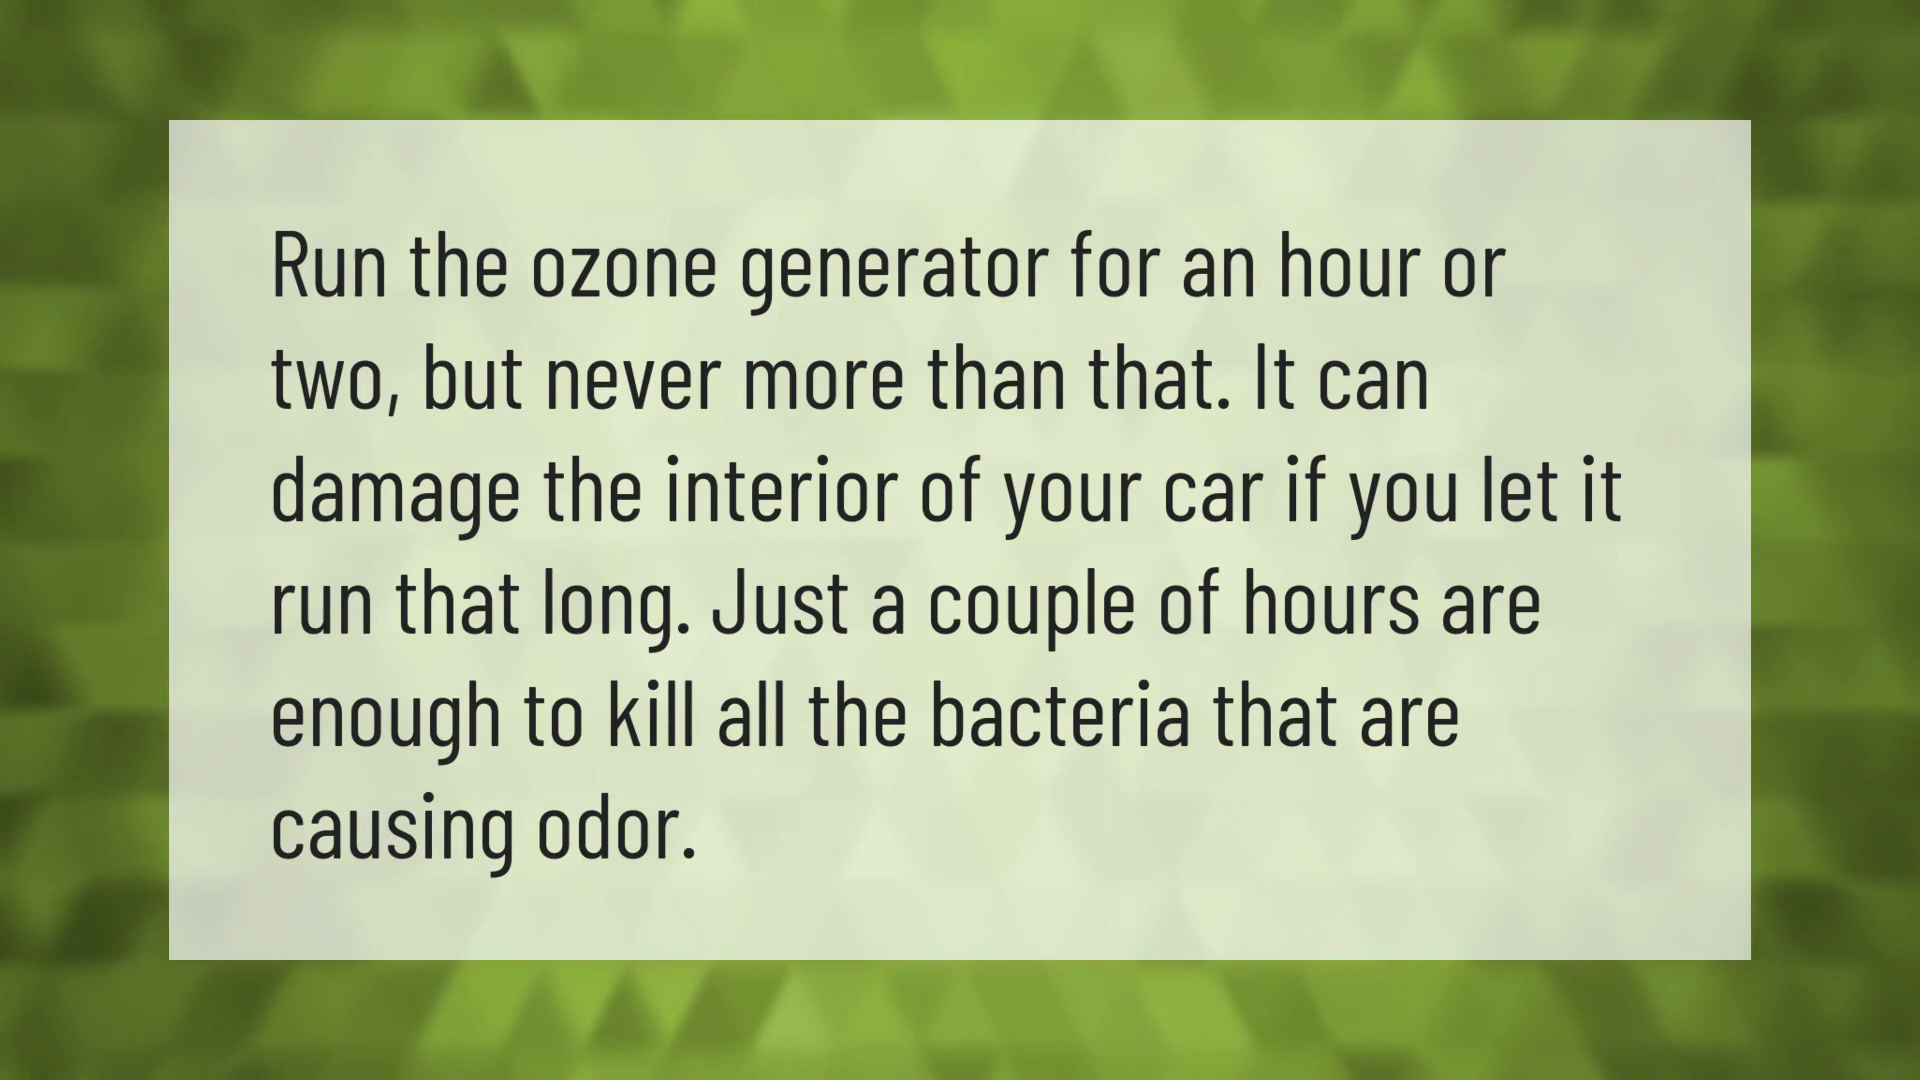 Run the ozone generator for an hour or
two, but never more than that. It can
damage the interior of your car if you let it
run that long. Just a couple of hours are
enough to kill all the bacteria that are
causing odor.